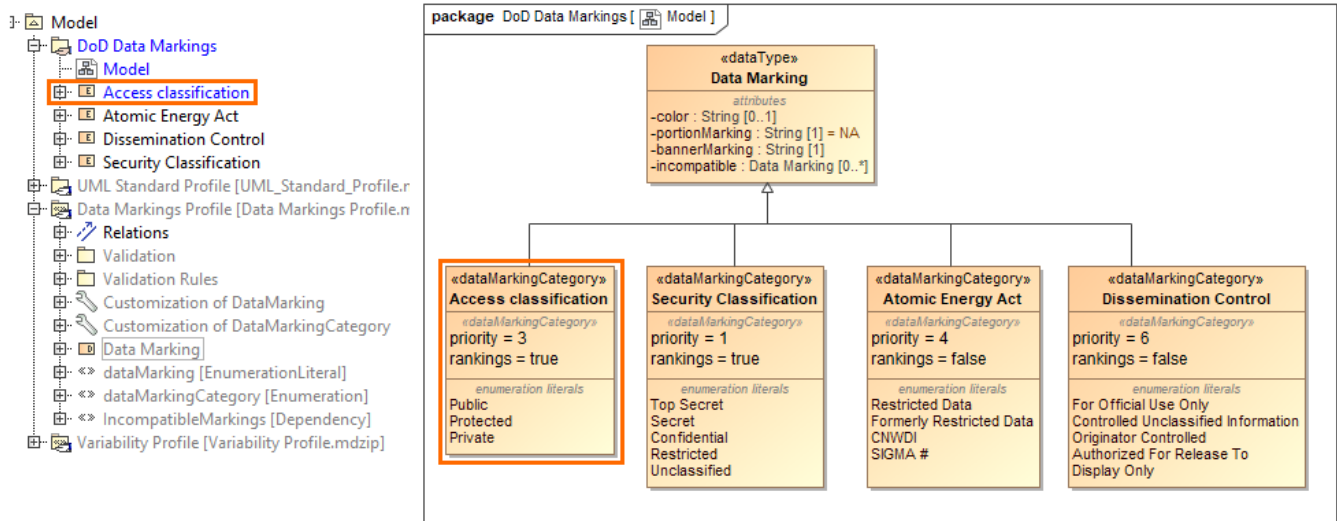 Model
DoD Data Markings
Model
Access classification
Atomic Energy Act
Dissemination Control
Security Classification
UML Standard Profile [UML_Standard_Profile.r
Data Markings Profile [Data Markings Profile.m
Relations
Validation
Validation Rules
Customization of DataMarking
Customization of DataMarkingCategory
Data Marking
dataMarking [EnumerationLiteral]
dataMarkingCategory [Enumeration]
IncompatibleMarkings [Dependency]
Variability Profile [Variability Profile.mdzip]
package DoD Data Markings [ Model ]
«dataType»
Data Marking
attributes
-color : String [0..1]
-portionMarking : String [1] = NA
-bannerMarking : String [1]
-incompatible : Data Marking [0..*]
«dataMarkingCategory»
Access classification
«dataMarkingCategory»
priority = 3
rankings = true
enumeration literals
Public
Protected
Private
«dataMarkingCategory»
Security Classification
«dataMarkingCategory»
priority = 1
rankings = true
enumeration literals
Top Secret
Secret
Confidential
Restricted
Unclassified
«dataMarkingCategory»
Atomic Energy Act
«dataMarkingCategory»
priority = 4
rankings = false
enumeration literals
Restricted Data
Formerly Restricted Data
CNWDI
SIGMA #
«dataMarkingCategory»
Dissemination Control
«dataMarkingCategory»
priority = 6
rankings = false
enumeration literals
For Official Use Only
Controlled Unclassified Information
Originator Controlled
Authorized For Release To
Display Only